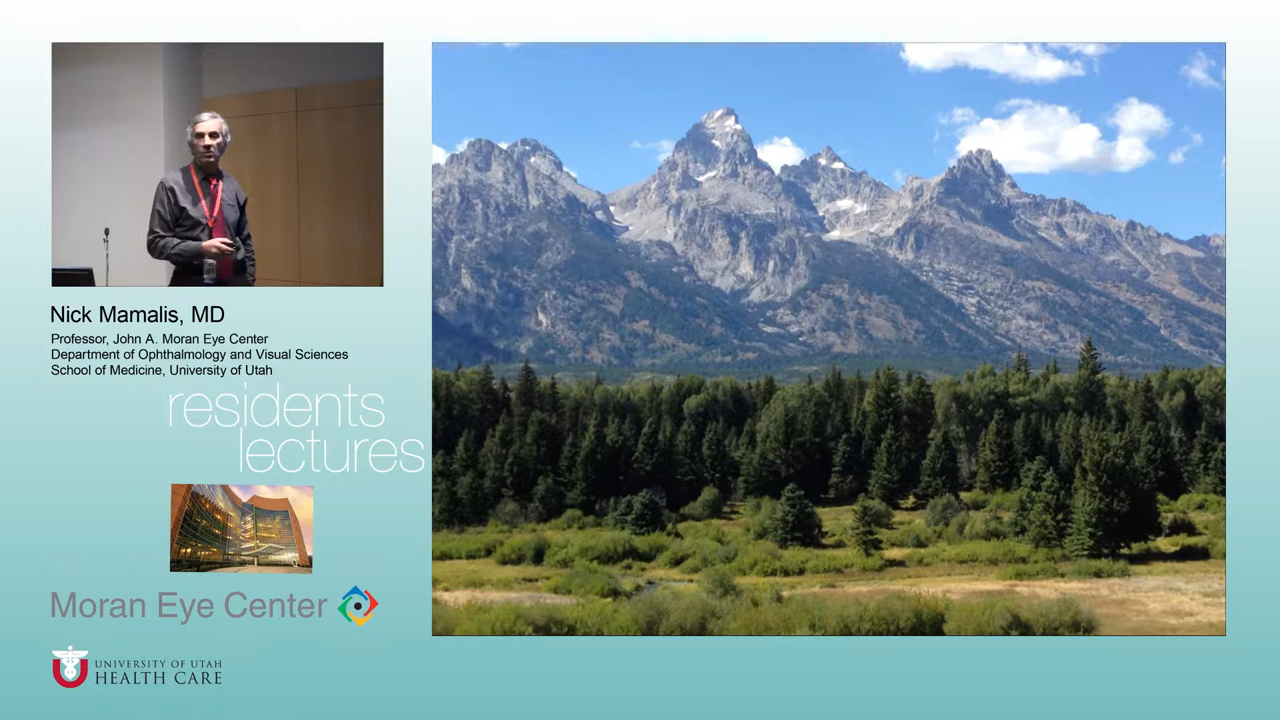 Nick Mamalis, MD
Professor, John A. Moran Eye Center
Department of Ophthalmology and Visual Sciences
School of Medicine, University of Utah
residents
lectures
Moran Eye Center
UNIVERSITY OF UTAH
HEALTH CARE